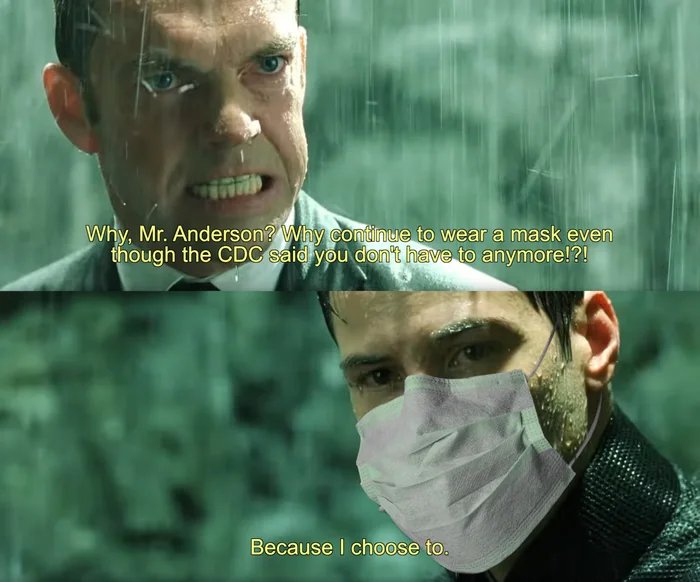 Why, Mr. Anderson? Why continue to wear a mask even
though the CDC said you don't have to anymore!?!
Because I choose to.